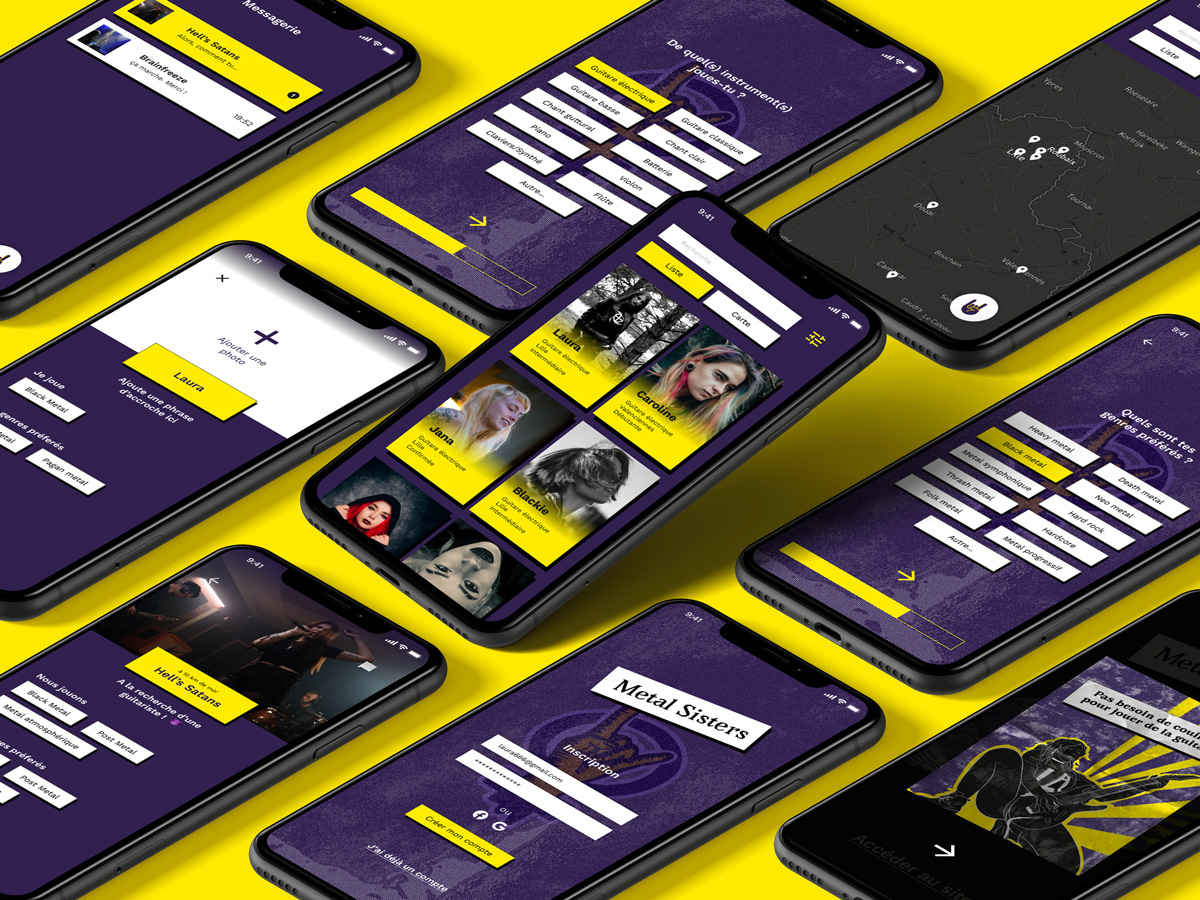 Messagerie
Hell's Satans
Alors, comment tu...
Brainfreeze
ça marche, Merci !
19:52
De quel(s) instrument(s)
joues-tu ?
Guitare électrique
Guitare basse
Guitare classique
Chant guttural
Chant clair
Piano
Batterie
Claviers/Synthé
Violon
Autre...
Flûte
Recherche
Liste
Ypres
Roeselare
Kortrijk
Harelbeke
Mouscron
Lille
Roubaix
Tournai
Douai
Bouchain
Caudry
Le Cateau
9:41
Ajouter une
photo
Laura
Ajoute une phrase
d'accroche ici
Je joue
Black Metal
genres préférés
Pagan metal
9:41
Recherche
Liste
Carte
Laura
Guitare électrique
Lille
Intermédiaire
Caroline
Guitare électrique
Valenciennes
Débutante
Jana
Guitare électrique
Lille
Confirmée
Blackie
Guitare électrique
Lille
Intermédiaire
9:41
Quels sont tes
genres préférés ?
Heavy metal
Black metal
Death metal
Metal symphonique
Neo metal
Thrash metal
Hard rock
Folk metal
Hardcore
Autre...
Metal progressif
9:41
À 10 km de moi
Hell's Satans
A la recherche d'une
guitariste !
Nous jouons
Black Metal
Metal atmosphérique
Post Metal
préférés
Post Metal
9:41
Metal Sisters
Inscription
laura666@gmail.com
ou
Créer mon compte
J'ai déjà un compte
Pas besoin de
pour jouer de la
Accéder au site